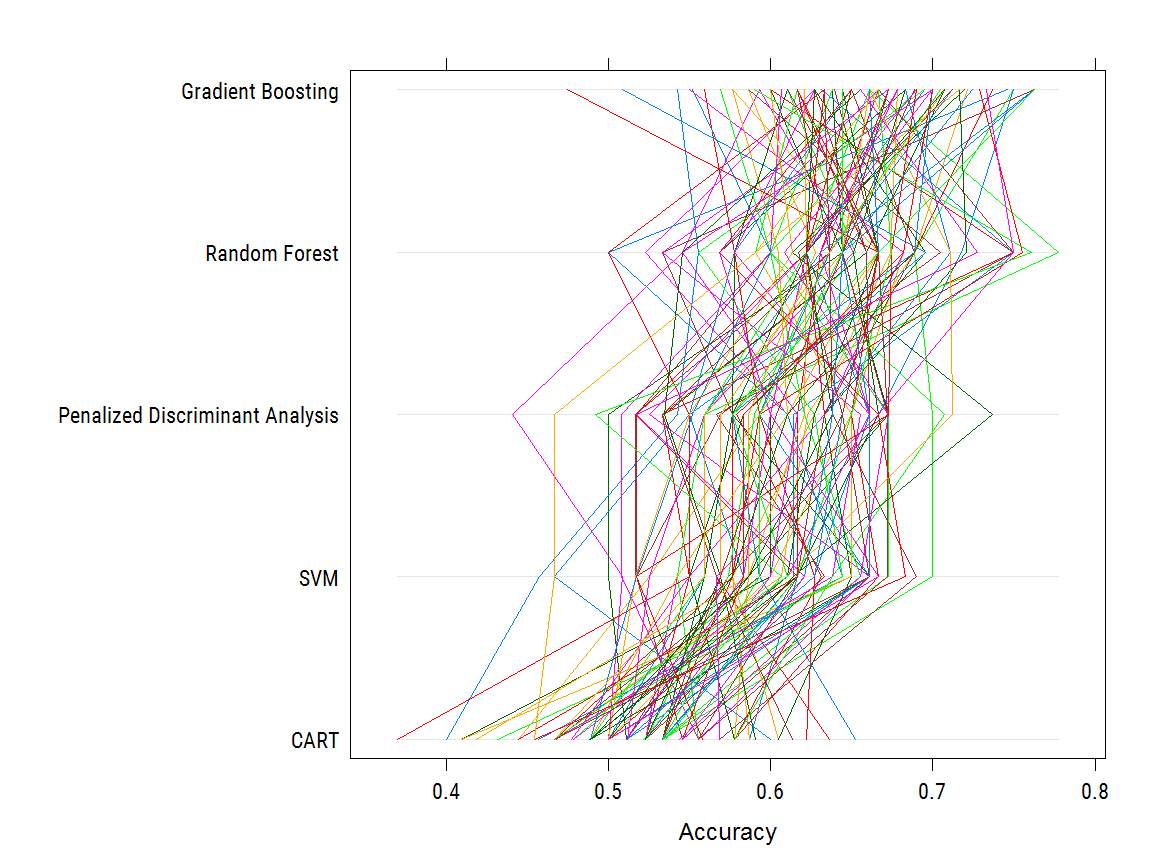 Gradient Boosting
Random Forest
Penalized Discriminant Analysis
SVM
CART
0.4 0.5 0.6 0.7 0.8
Accuracy